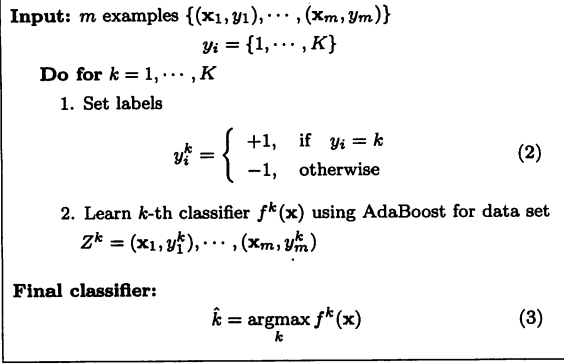 Input: m examples {(x₁, y₁), ⋯ , (xₘ, yₘ)}
yᵢ = {1, ⋯ , K}
Do for k = 1, ⋯ , K
1. Set labels
yᵢᵏ = { +1, if yᵢ = k
−1, otherwise (2)
2. Learn k-th classifier fᵏ(x) using AdaBoost for data set
Zᵏ = (x₁, y₁ᵏ), ⋯ , (xₘ, yₘᵏ)
Final classifier:
k̂ = argmax fᵏ(x) (3)
k